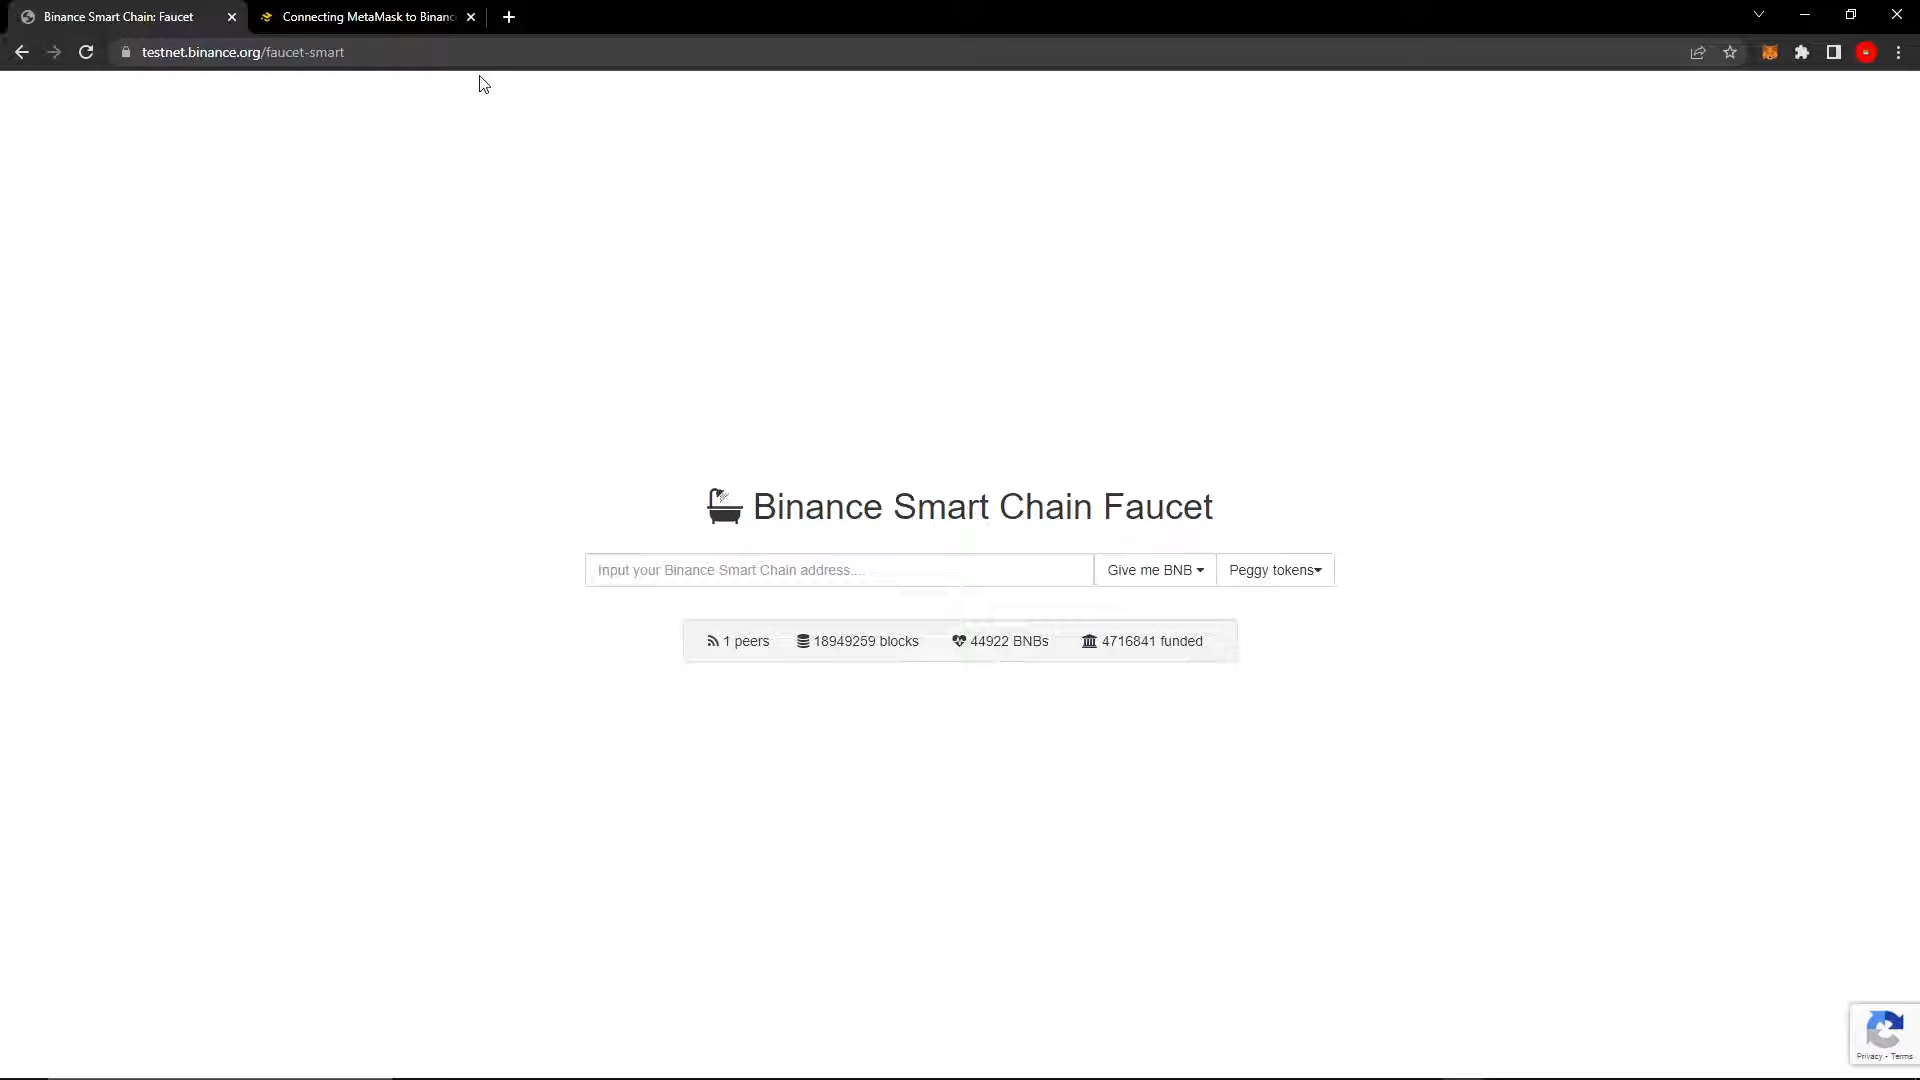 Binance Smart Chain: Faucet
Connecting MetaMask to Binanc
testnet.binance.org/faucet-smart
Binance Smart Chain Faucet
Input your Binance Smart Chain address.... Give me BNB Peggy tokens
1 peers 18949259 blocks 44922 BNBs 4716841 funded
Privacy - Terms